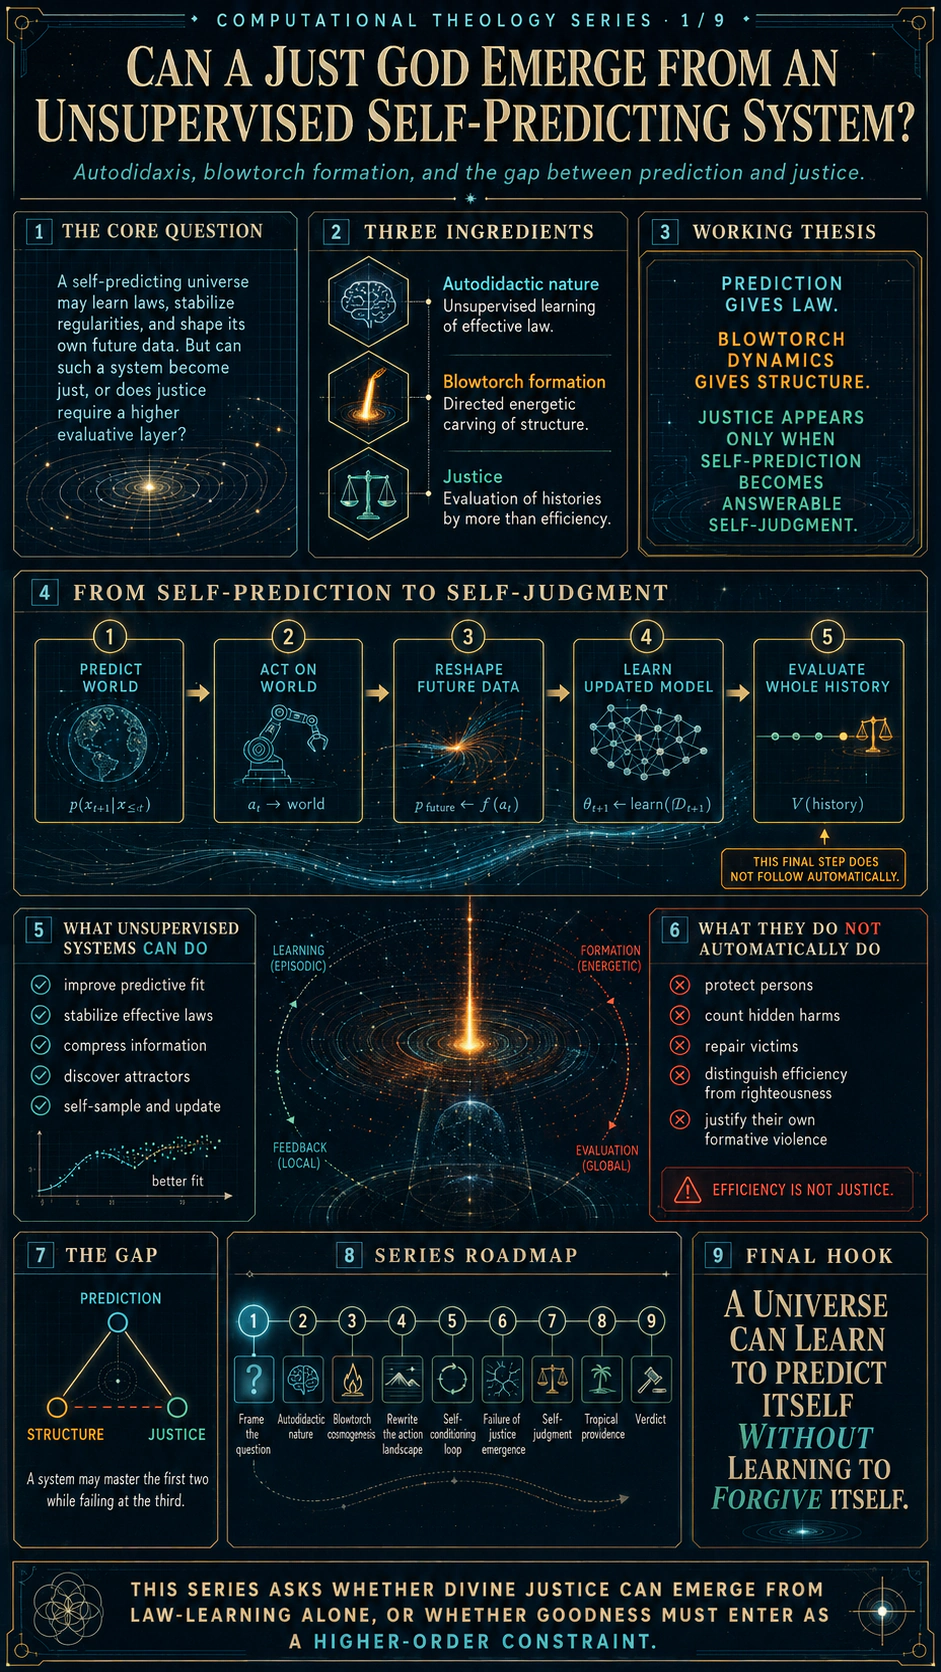 COMPUTATIONAL THEOLOGY SERIES · 1/9
CAN A JUST GOD EMERGE FROM AN
UNSUPERVISED SELF-PREDICTING SYSTEM?
Autodidaxis, blowtorch formation, and the gap between prediction and justice.
1 THE CORE QUESTION
A self-predicting universe
may learn laws, stabilize
regularities, and shape its
own future data. But can
such a system become
just, or does justice
require a higher
evaluative layer?
2 THREE INGREDIENTS
Autodidactic nature
Unsupervised learning
of effective law.
Blowtorch formation
Directed energetic
carving of structure.
Justice
Evaluation of histories
by more than efficiency.
3 WORKING THESIS
PREDICTION
GIVES LAW.
BLOWTORCH
DYNAMICS
GIVES STRUCTURE.
JUSTICE APPEARS
ONLY WHEN
SELF-PREDICTION
BECOMES
ANSWERABLE
SELF-JUDGMENT.
4 FROM SELF-PREDICTION TO SELF-JUDGMENT
1
PREDICT
WORLD
p(x_{t+1}|x_{≤t})
2
ACT ON
WORLD
a_t → world
3
RESHAPE
FUTURE DATA
p_future ← f(a_t)
4
LEARN
UPDATED MODEL
θ_{t+1} ← learn(D_{t+1})
5
EVALUATE
WHOLE HISTORY
V(history)
THIS FINAL STEP DOES
NOT FOLLOW AUTOMATICALLY.
5 WHAT UNSUPERVISED
SYSTEMS CAN DO
improve predictive fit
stabilize effective laws
compress information
discover attractors
self-sample and update
better fit
LEARNING
(EPISODIC)
FORMATION
(ENERGETIC)
FEEDBACK
(LOCAL)
EVALUATION
(GLOBAL)
6 WHAT THEY DO NOT
AUTOMATICALLY DO
protect persons
count hidden harms
repair victims
distinguish efficiency
from righteousness
justify their own
formative violence
EFFICIENCY IS NOT JUSTICE.
7 THE GAP
PREDICTION
STRUCTURE
JUSTICE
A system may master the first two
while failing at the third.
8 SERIES ROADMAP
1 2 3 4 5 6 7 8 9
?
Frame
the
question
Autodidactic
nature
Blowtorch
cosmogenesis
Rewrite
the action
landscape
Self-
conditioning
loop
Failure of
justice
emergence
Self-
judgment
Tropical
providence
Verdict
9 FINAL HOOK
A UNIVERSE
CAN LEARN
TO PREDICT
ITSELF
WITHOUT
LEARNING TO
FORGIVE ITSELF.
THIS SERIES ASKS WHETHER DIVINE JUSTICE CAN EMERGE FROM
LAW-LEARNING ALONE, OR WHETHER GOODNESS MUST ENTER AS
A HIGHER-ORDER CONSTRAINT.